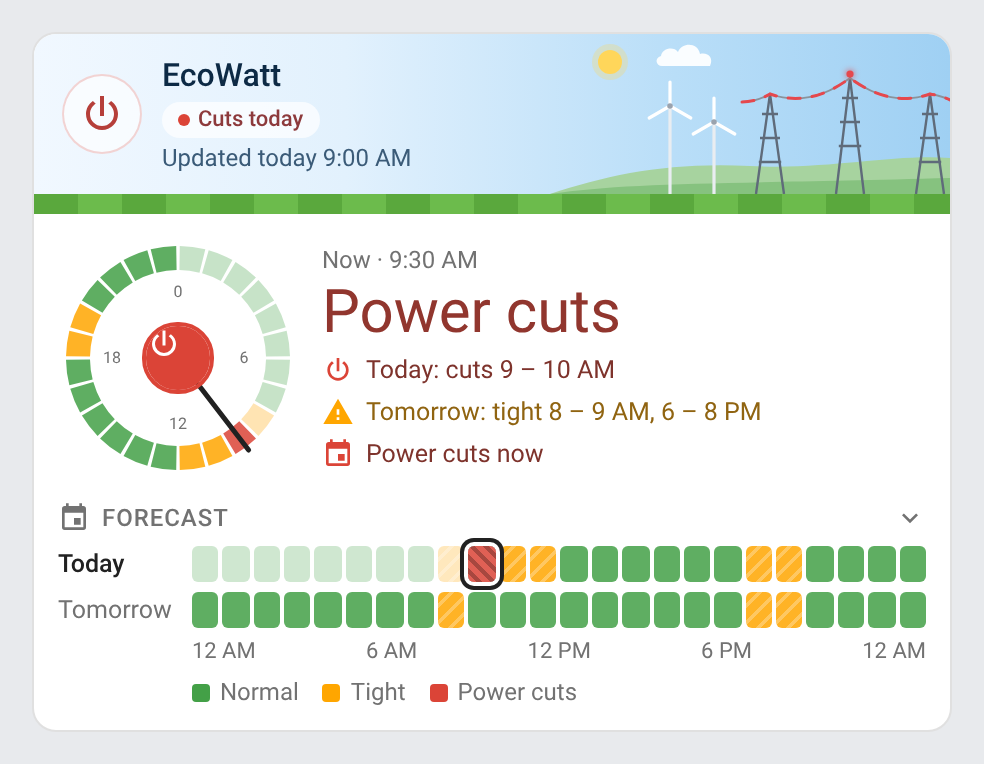 EcoWatt
Cuts today
Updated today 9:00 AM
0
6
12
18
Now · 9:30 AM
Power cuts
Today: cuts 9 – 10 AM
Tomorrow: tight 8 – 9 AM, 6 – 8 PM
Power cuts now
FORECAST
Today
Tomorrow
12 AM 6 AM 12 PM 6 PM 12 AM
Normal Tight Power cuts